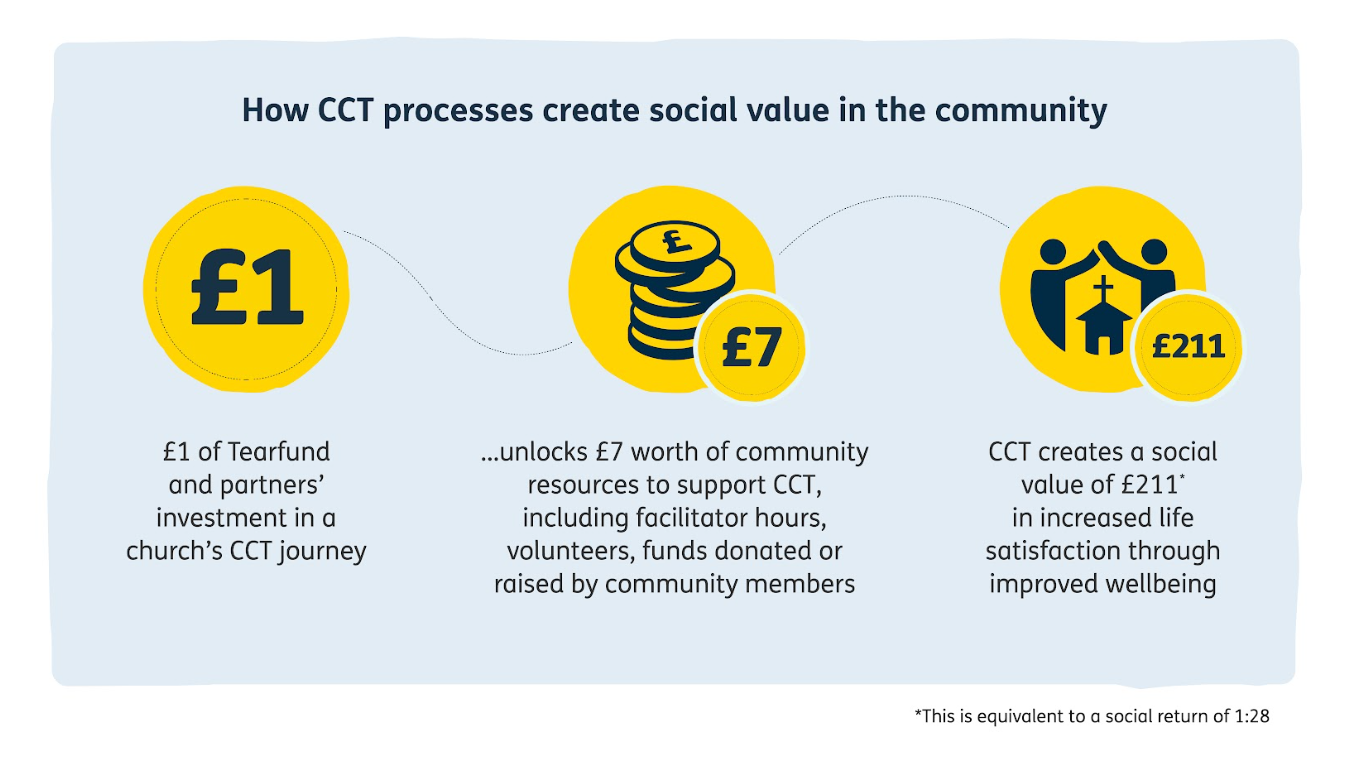 How CCT processes create social value in the community
£1
£
£7
£211
£1 of Tearfund
and partners’
investment in a
church’s CCT journey
...unlocks £7 worth of community
resources to support CCT,
including facilitator hours,
volunteers, funds donated or
raised by community members
CCT creates a social
value of £211*
in increased life
satisfaction through
improved wellbeing
*This is equivalent to a social return of 1:28